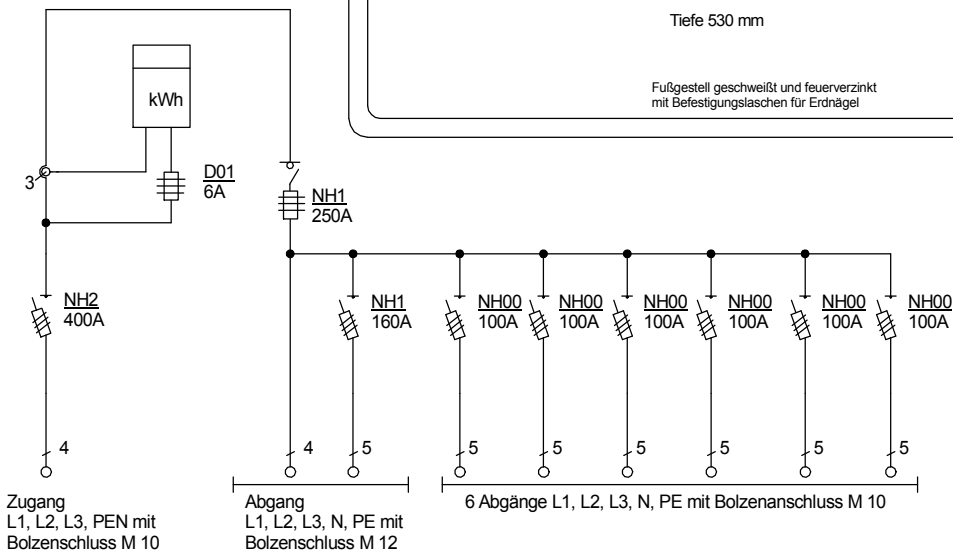 Tiefe 530 mm
Fußgestell geschweißt und feuerverzinkt
mit Befestigungslaschen für Erdnägel
kWh
3
D01
6A
NH1
250A
NH2
400A
NH1
160A
NH00
100A
NH00
100A
NH00
100A
NH00
100A
NH00
100A
NH00
100A
4
4
5
5
5
5
5
5
5
Zugang
L1, L2, L3, PEN mit
Bolzenschluss M 10
Abgang
L1, L2, L3, N, PE mit
Bolzenschluss M 12
6 Abgänge L1, L2, L3, N, PE mit Bolzenanschluss M 10